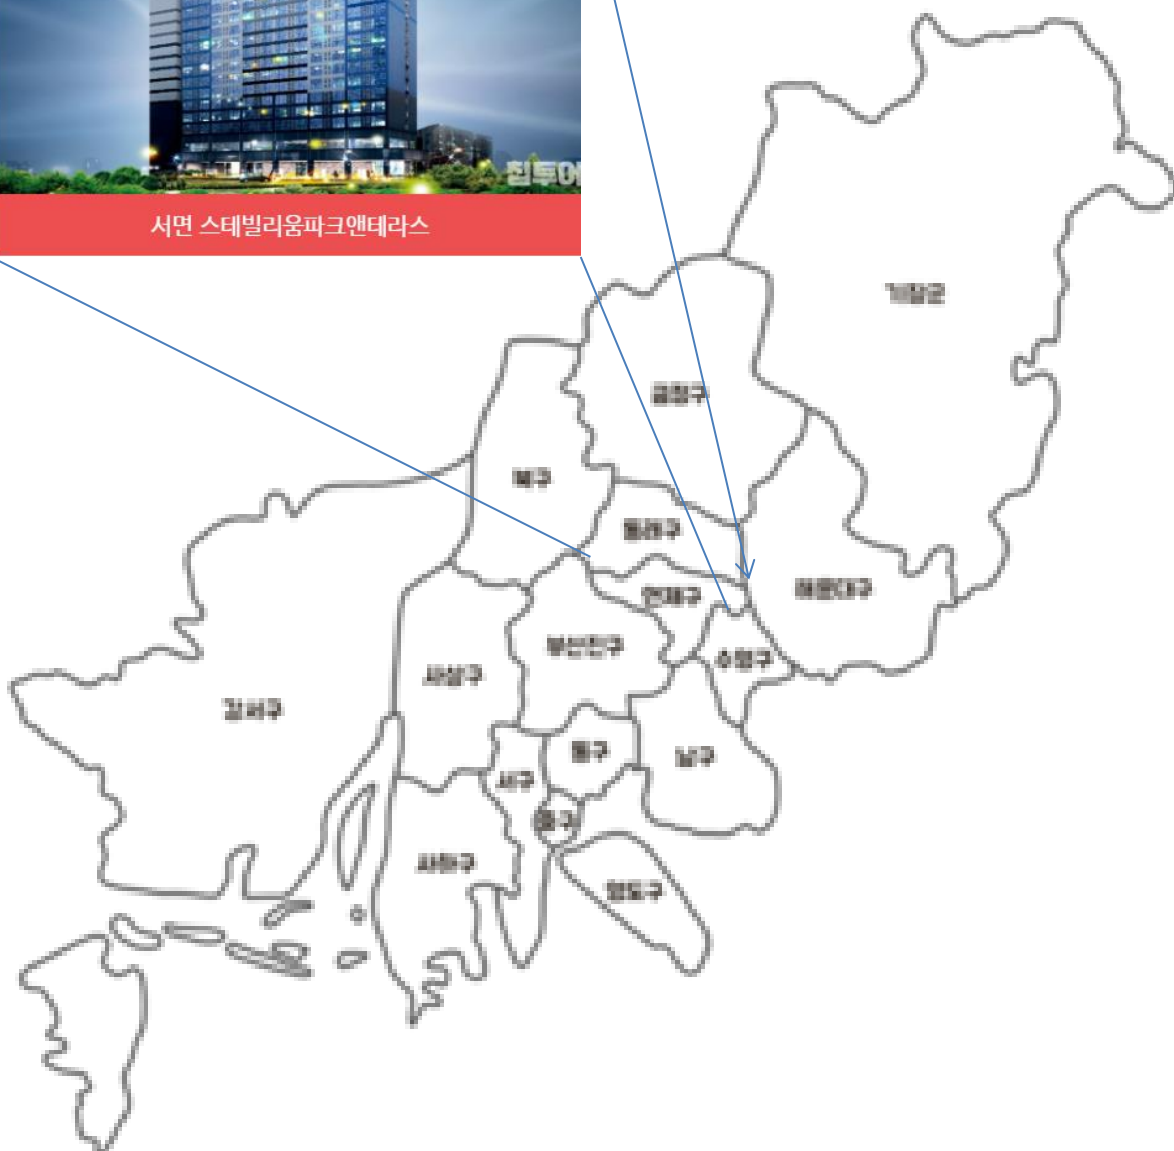 서면 스테빌리움파크앤테라스
기장군
금정구
북구
동래구
연제구
해운대구
부산진구
수영구
사상구
강서구
동구
남구
서구
중구
사하구
영도구